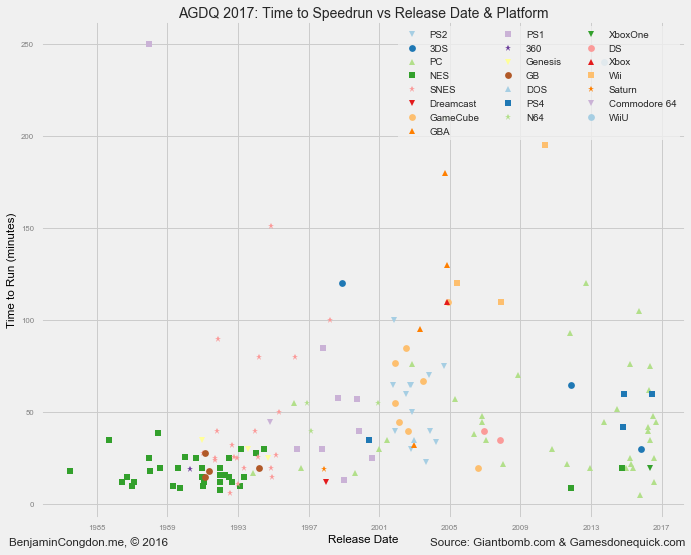 AGDQ 2017: Time to Speedrun vs Release Date & Platform
PS2 PS1 XboxOne
3DS 360 DS
PC Genesis Xbox
NES GB Wii
SNES DOS Saturn
Dreamcast PS4 Commodore 64
GameCube N64 WiiU
GBA
Time to Run (minutes)
250
200
150
100
50
0
1985 1989 1993 1997 2001 2005 2009 2013 2017
Release Date
BenjaminCongdon.me, © 2016 Source: Giantbomb.com & Gamesdonequick.com